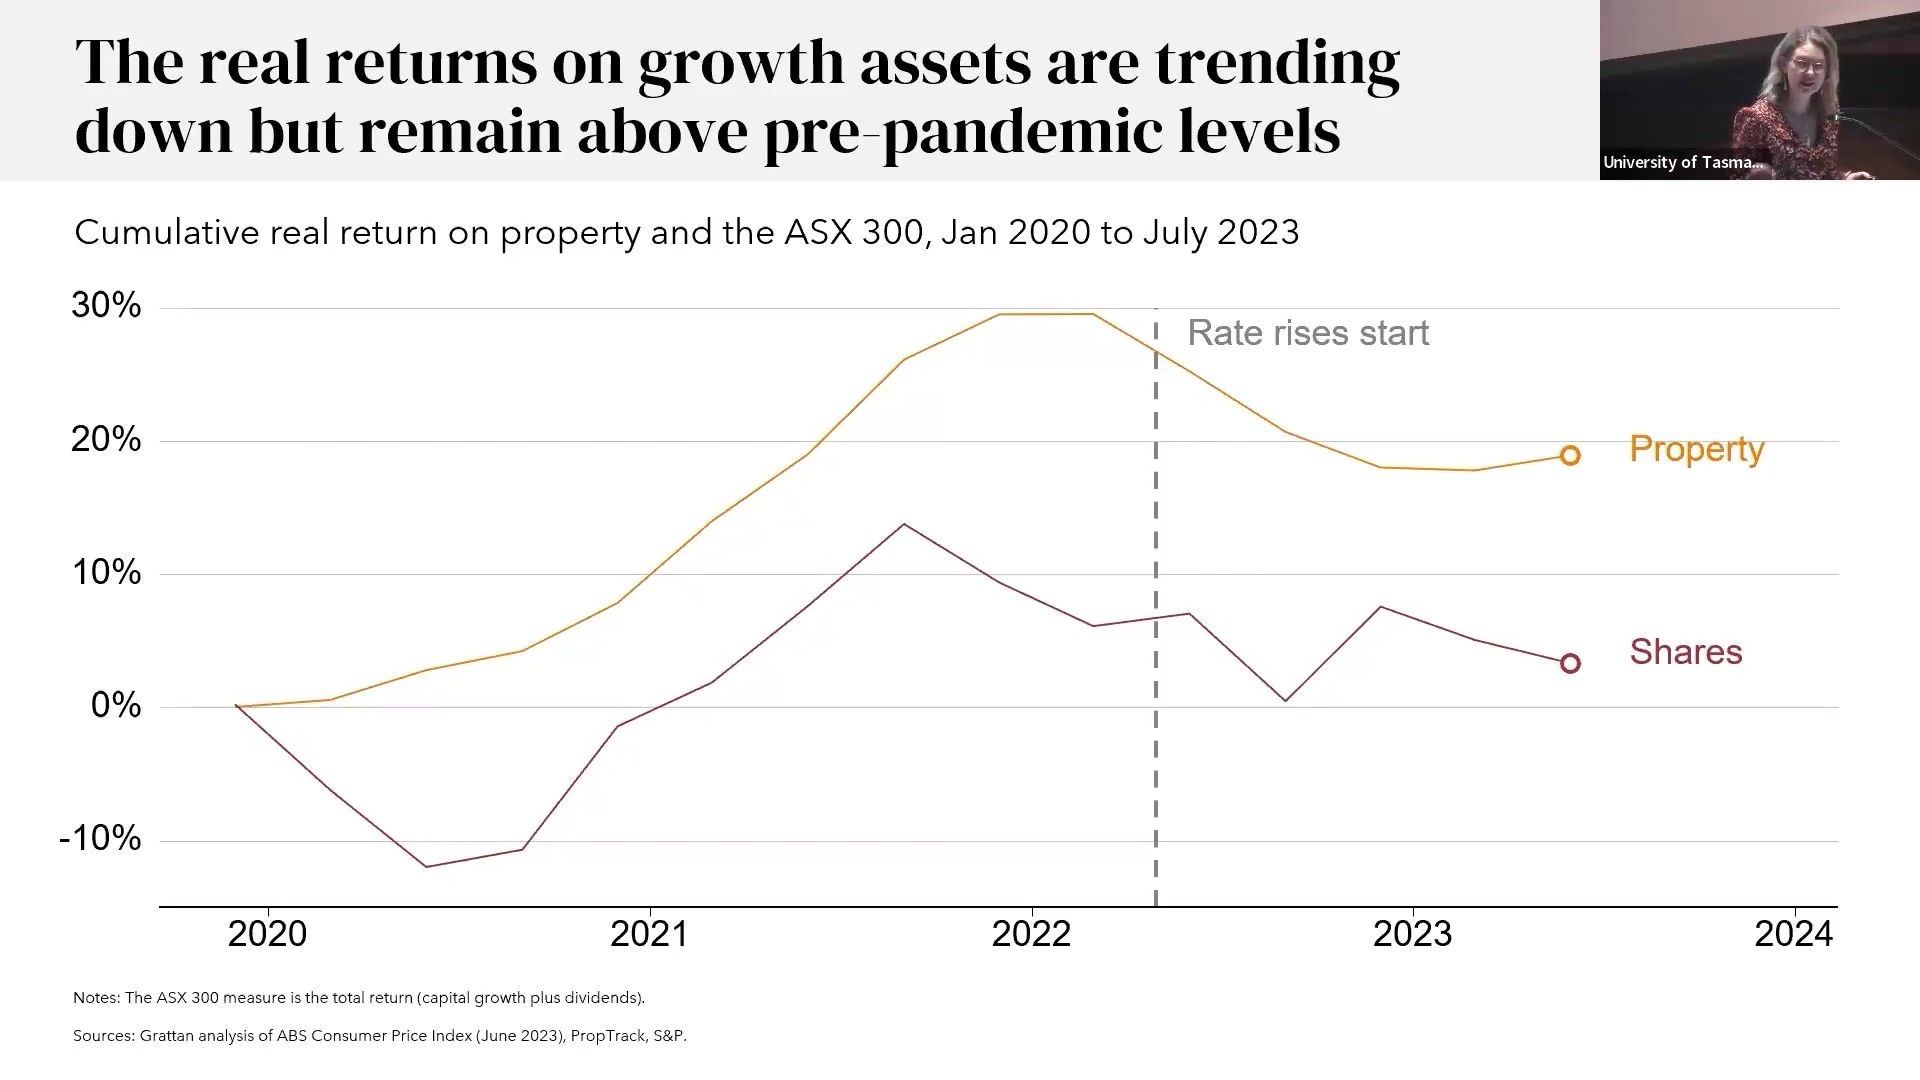 The real returns on growth assets are trending
down but remain above pre-pandemic levels
University of Tasma...
Cumulative real return on property and the ASX 300, Jan 2020 to July 2023
30%
20%
10%
0%
-10%
Rate rises start
Property
Shares
2020
2021
2022
2023
2024
Notes: The ASX 300 measure is the total return (capital growth plus dividends).
Sources: Grattan analysis of ABS Consumer Price Index (June 2023), PropTrack, S&P.